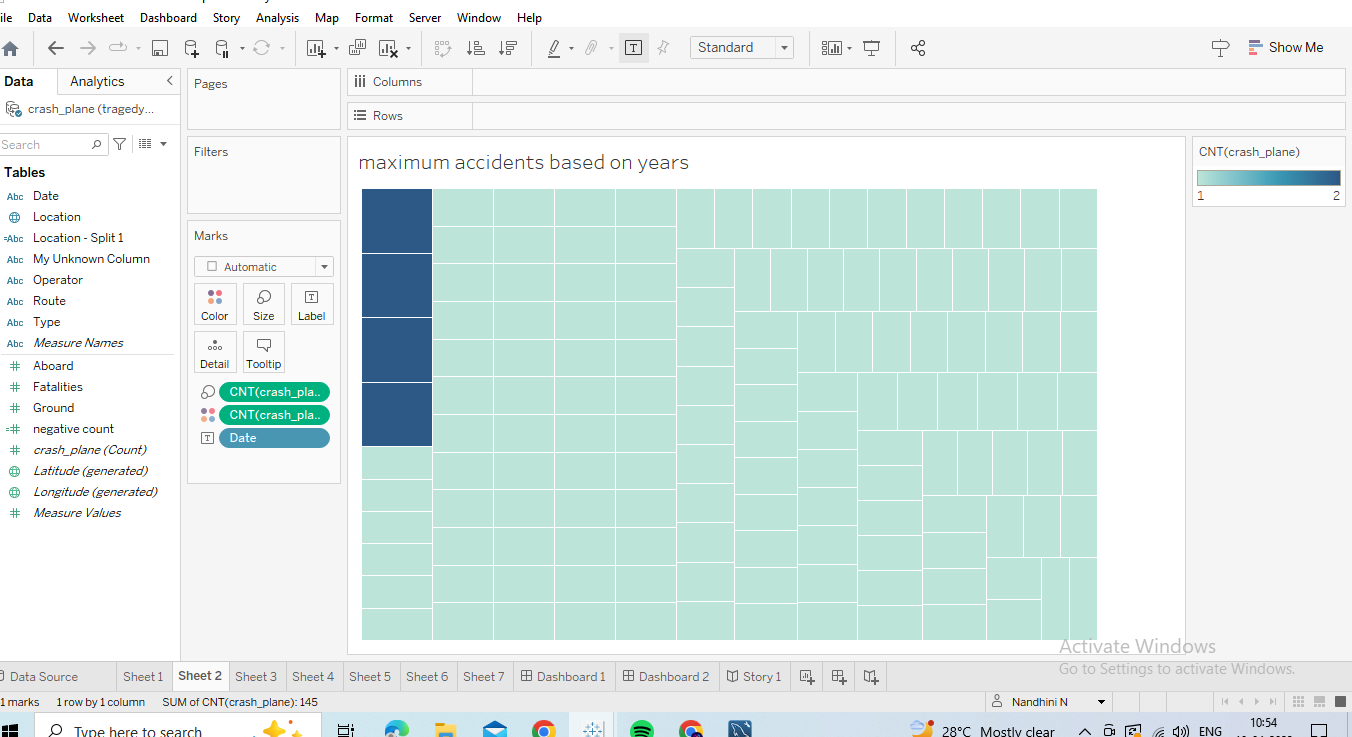 ile Data Worksheet Dashboard Story Analysis Map Format Server Window Help
Standard
Show Me
Data Analytics
crash_plane (tragedy...
Search
Tables
Abc Date
Location
=Abc Location - Split 1
Abc My Unknown Column
Abc Operator
Abc Route
Abc Type
Abc Measure Names
Aboard
Fatalities
Ground
negative count
crash_plane (Count)
Latitude (generated)
Longitude (generated)
Measure Values
Pages
Filters
Marks
Automatic
Color Size Label
Detail Tooltip
CNT(crash_pla..
CNT(crash_pla..
Date
Columns
Rows
maximum accidents based on years
CNT(crash_plane)
1 2
Activate Windows
Go to Settings to activate Windows.
Data Source Sheet 1 Sheet 2 Sheet 3 Sheet 4 Sheet 5 Sheet 6 Sheet 7 Dashboard 1 Dashboard 2 Story 1
1 marks 1 row by 1 column SUM of CNT(crash_plane): 145 Nandhini N
Type here to search 28°C Mostly clear ENG 10:54